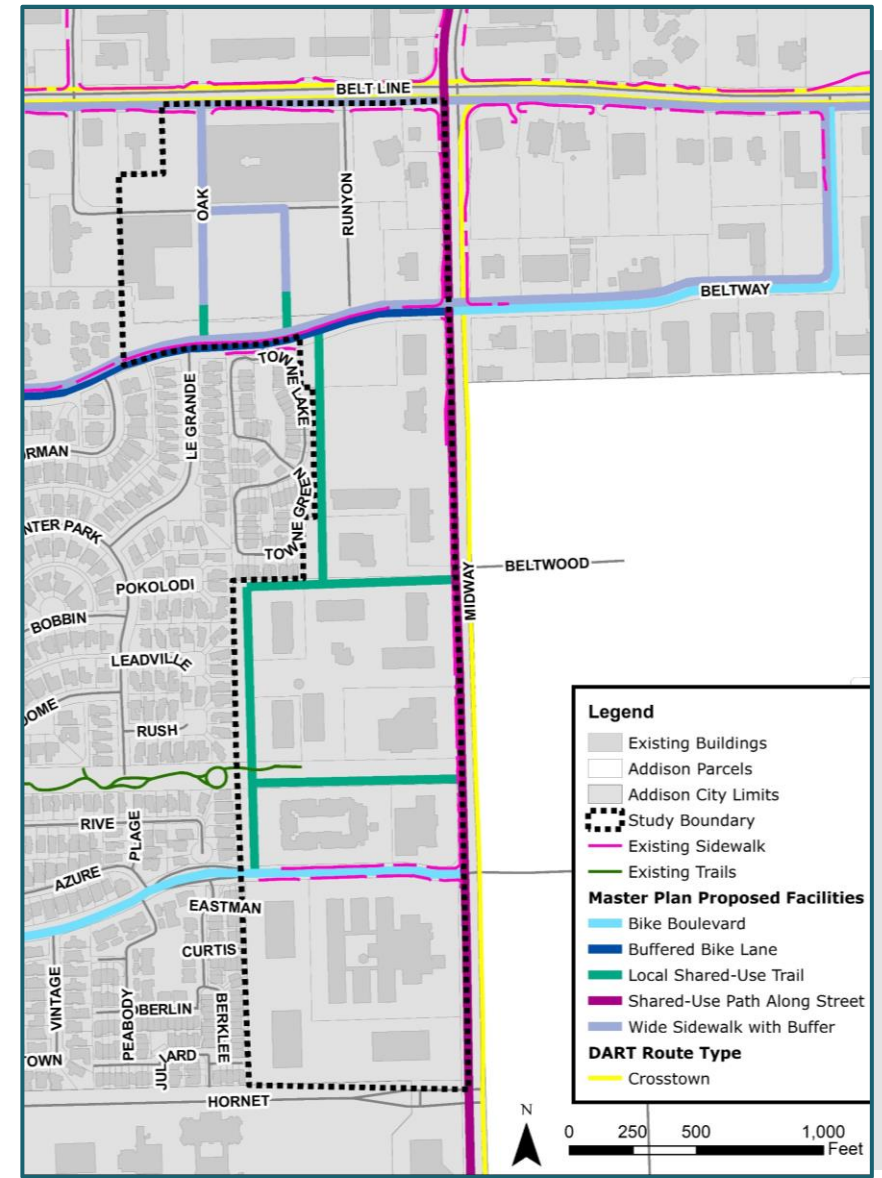 BELT LINE
OAK
RUNYON
BELTWAY
TOWNE LAKE
LE GRANDE
RMAN
TOWNE GREEN
NTER PARK
BELTWOOD
MIDWAY
POKOLODI
BOBBIN
LEADVILLE
DOME
RUSH
RIVE
PLAGE
AZURE
EASTMAN
CURTIS
VINTAGE
PEABODY
OBERLIN
BERKLEE
TOWN
JULLARD
HORNET
Legend
Existing Buildings
Addison Parcels
Addison City Limits
Study Boundary
Existing Sidewalk
Existing Trails
Master Plan Proposed Facilities
Bike Boulevard
Buffered Bike Lane
Local Shared-Use Trail
Shared-Use Path Along Street
Wide Sidewalk with Buffer
DART Route Type
Crosstown
N
0 250 500 1,000
Feet